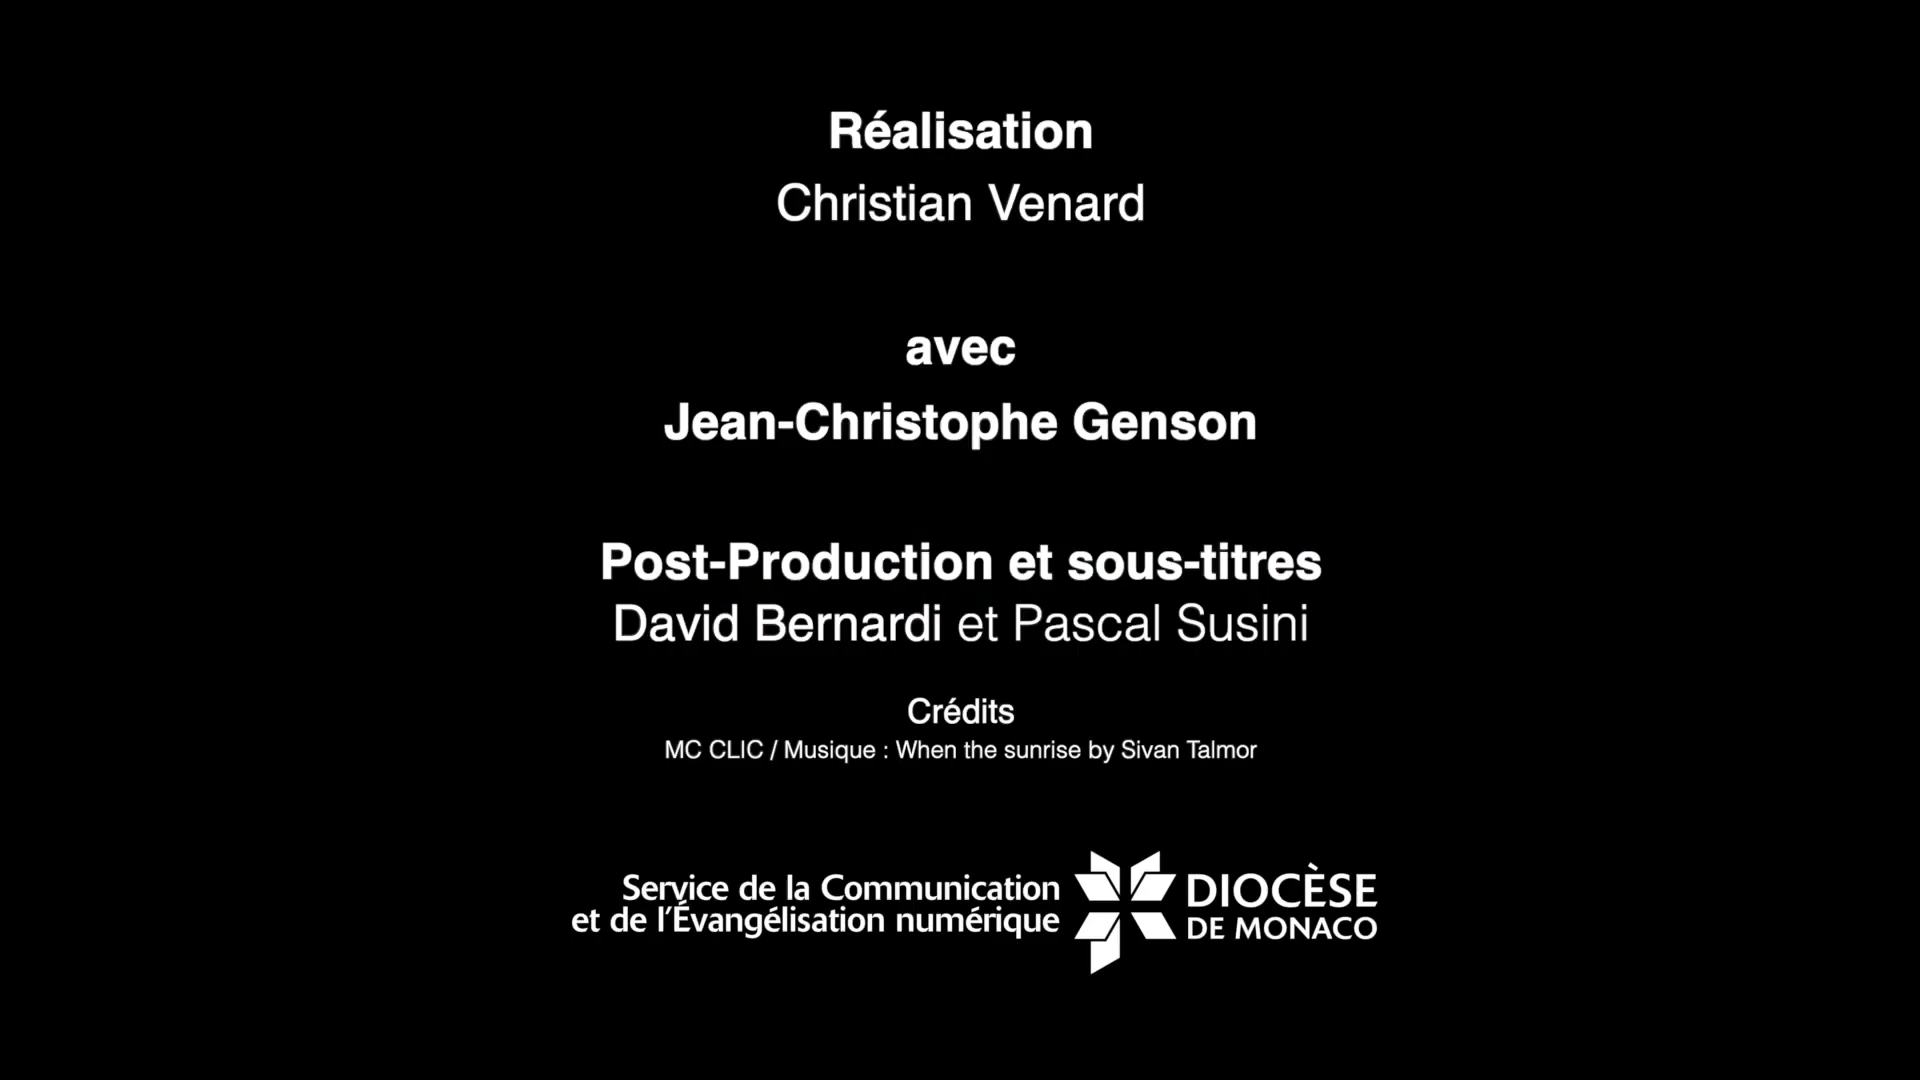 Réalisation
Christian Venard
avec
Jean-Christophe Genson
Post-Production et sous-titres
David Bernardi et Pascal Susini
Crédits
MC CLIC / Musique : When the sunrise by Sivan Talmor
Service de la Communication
et de l'Évangélisation numérique
DIOCÈSE
DE MONACO